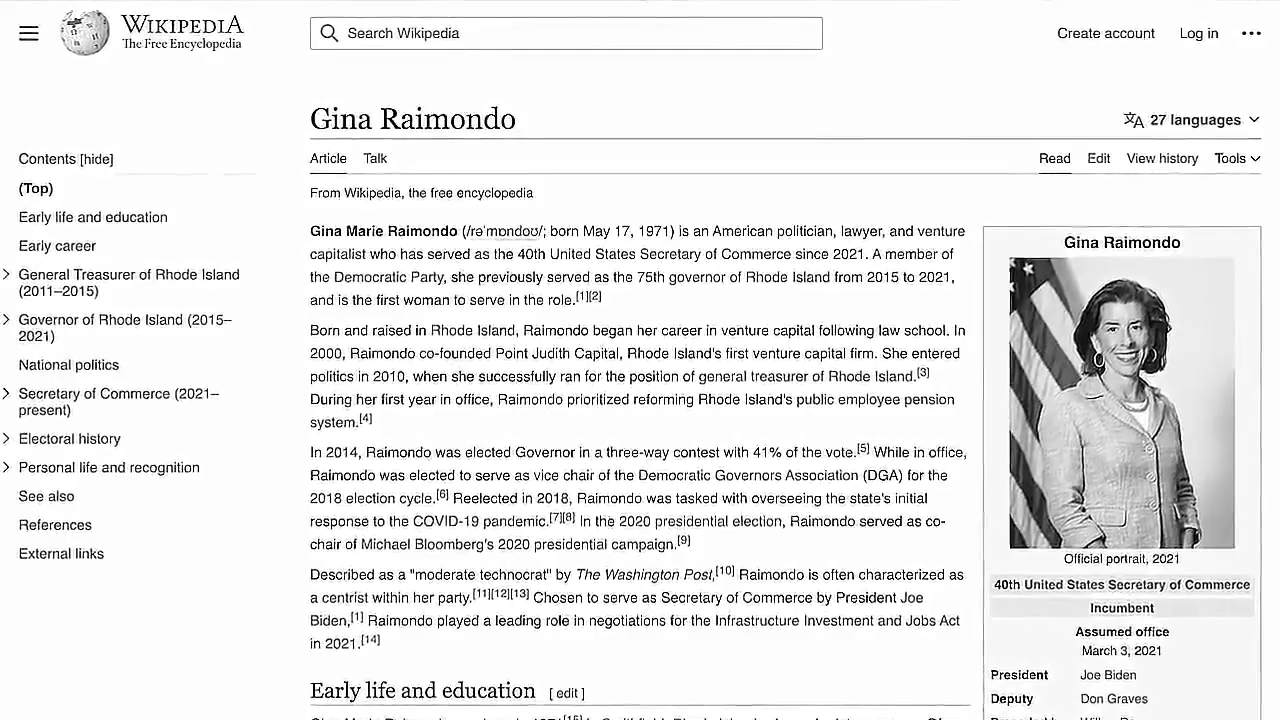 WIKIPEDIA
The Free Encyclopedia
Search Wikipedia
Create account
Log in
Gina Raimondo
27 languages
Article Talk
Read Edit View history Tools
From Wikipedia, the free encyclopedia
Contents [hide]
(Top)
Early life and education
Early career
General Treasurer of Rhode Island
(2011–2015)
Governor of Rhode Island (2015–
2021)
National politics
Secretary of Commerce (2021–
present)
Electoral history
Personal life and recognition
See also
References
External links
Gina Marie Raimondo (/rəˈmɒndoʊ/; born May 17, 1971) is an American politician, lawyer, and venture
capitalist who has served as the 40th United States Secretary of Commerce since 2021. A member of
the Democratic Party, she previously served as the 75th governor of Rhode Island from 2015 to 2021,
and is the first woman to serve in the role.[1][2]
Born and raised in Rhode Island, Raimondo began her career in venture capital following law school. In
2000, Raimondo co-founded Point Judith Capital, Rhode Island's first venture capital firm. She entered
politics in 2010, when she successfully ran for the position of general treasurer of Rhode Island.[3]
During her first year in office, Raimondo prioritized reforming Rhode Island's public employee pension
system.[4]
In 2014, Raimondo was elected Governor in a three-way contest with 41% of the vote.[5] While in office,
Raimondo was elected to serve as vice chair of the Democratic Governors Association (DGA) for the
2018 election cycle.[6] Reelected in 2018, Raimondo was tasked with overseeing the state's initial
response to the COVID-19 pandemic.[7][8] In the 2020 presidential election, Raimondo served as co-
chair of Michael Bloomberg's 2020 presidential campaign.[9]
Described as a "moderate technocrat" by The Washington Post,[10] Raimondo is often characterized as
a centrist within her party.[11][12][13] Chosen to serve as Secretary of Commerce by President Joe
Biden,[1] Raimondo played a leading role in negotiations for the Infrastructure Investment and Jobs Act
in 2021.[14]
Early life and education [ edit ]
Gina Raimondo
Official portrait, 2021
40th United States Secretary of Commerce
Incumbent
Assumed office
March 3, 2021
President Joe Biden
Deputy Don Graves